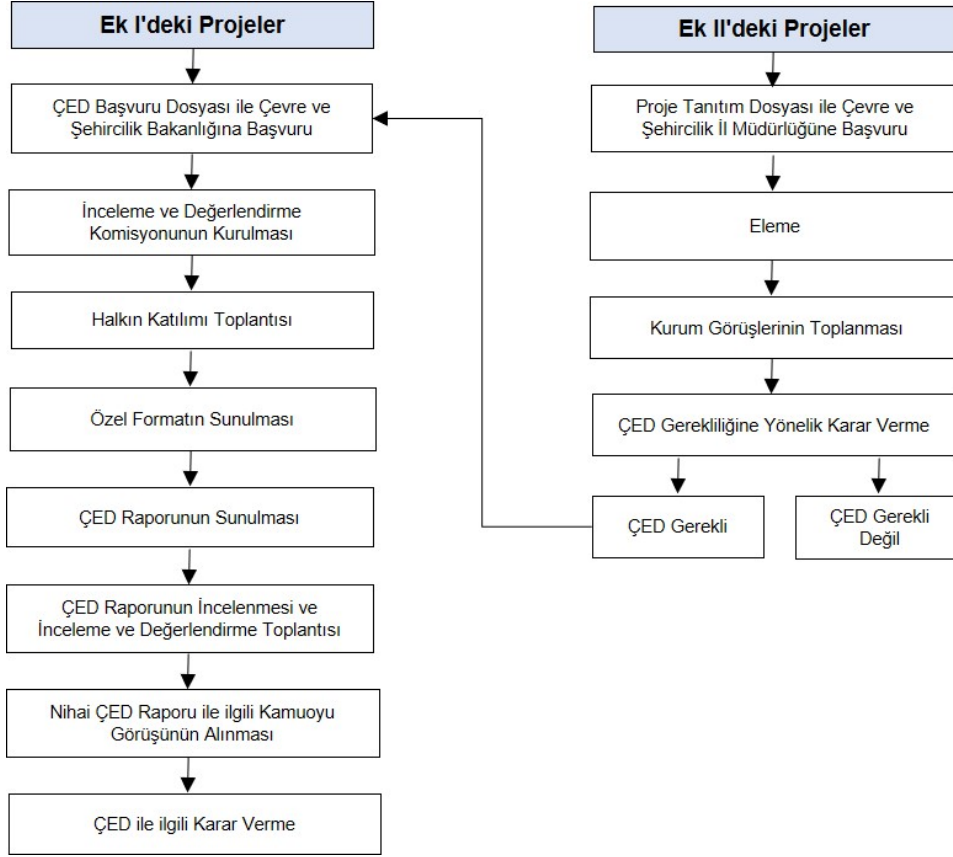 Ek I'deki Projeler
ÇED Başvuru Dosyası ile Çevre ve
Şehircilik Bakanlığına Başvuru
İnceleme ve Değerlendirme
Komisyonunun Kurulması
Halkın Katılımı Toplantısı
Özel Formatın Sunulması
ÇED Raporunun Sunulması
ÇED Raporunun İncelenmesi ve
İnceleme ve Değerlendirme Toplantısı
Nihai ÇED Raporu ile ilgili Kamuoyu
Görüşünün Alınması
ÇED ile ilgili Karar Verme
Ek II'deki Projeler
Proje Tanıtım Dosyası ile Çevre ve
Şehircilik İl Müdürlüğüne Başvuru
Eleme
Kurum Görüşlerinin Toplanması
ÇED Gerekliliğine Yönelik Karar Verme
ÇED Gerekli
ÇED Gerekli
Değil